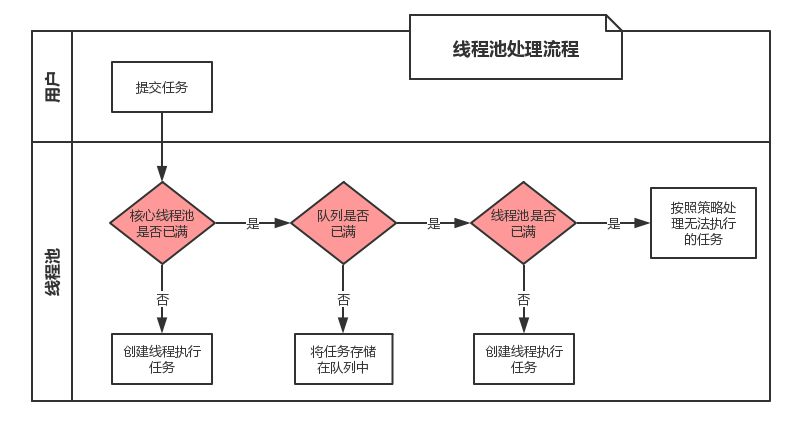 线程池处理流程
用户
提交任务
线程池
核心线程池
是否已满
是
队列是否
已满
是
线程池是否
已满
是
按照策略处
理无法执行
的任务
否
否
否
创建线程执行
任务
将任务存储
在队列中
创建线程执行
任务